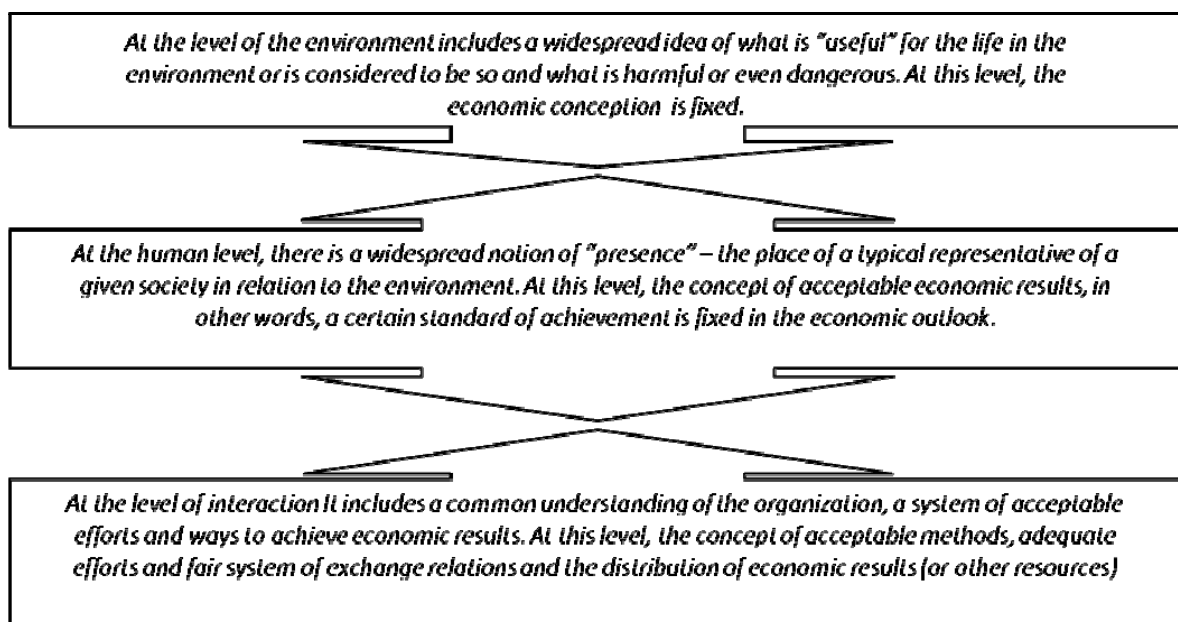 At the level of the environment includes a widespread idea of what is "useful" for the life in the
environment or is considered to be so and what is harmful or even dangerous. At this level, the
economic conception is fixed.
At the human level, there is a widespread notion of "presence" – the place of a typical representative of a
given society in relation to the environment. At this level, the concept of acceptable economic results, in
other words, a certain standard of achievement is fixed in the economic outlook.
At the level of interaction it includes a common understanding of the organization, a system of acceptable
efforts and ways to achieve economic results. At this level, the concept of acceptable methods, adequate
efforts and fair system of exchange relations and the distribution of economic results (or other resources)